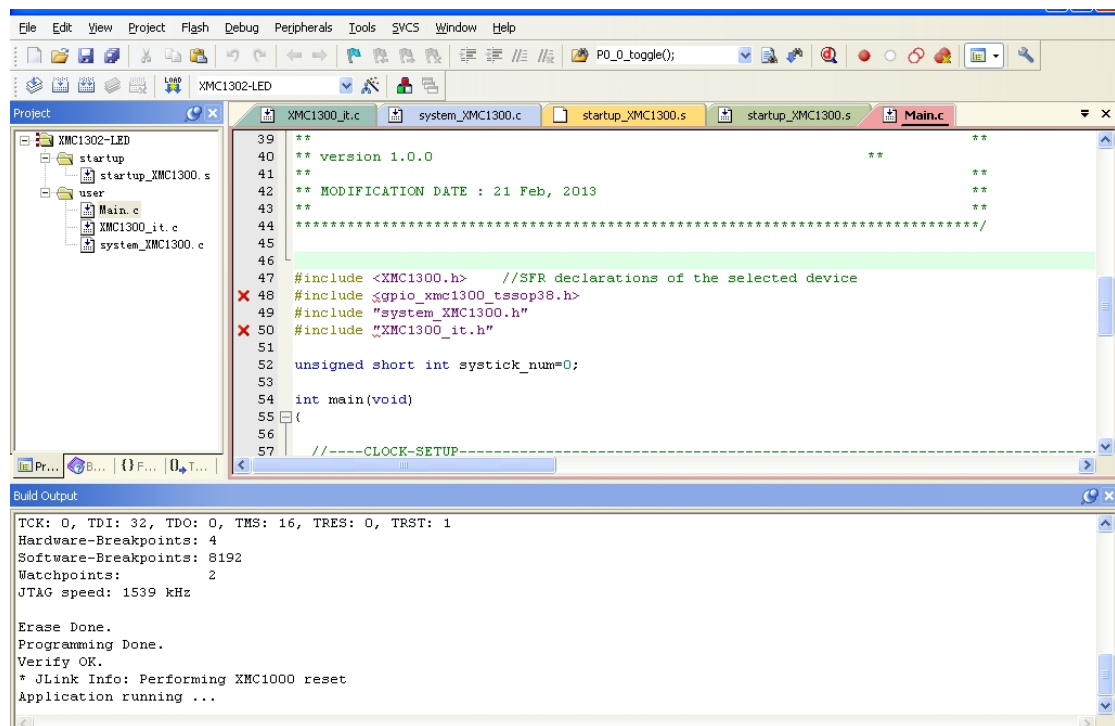 File Edit View Project Flash Debug Peripherals Tools SVCS Window Help
P0_0_toggle();
LOAD XMC1302-LED
Project
XMC1302-LED
startup
startup_XMC1300.s
user
Main.c
XMC1300_it.c
system_XMC1300.c
Pr... B... {} F... 0 T...
XMC1300_it.c system_XMC1300.c startup_XMC1300.s startup_XMC1300.s Main.c
39 ** **
40 ** version 1.0.0 **
41 ** **
42 ** MODIFICATION DATE : 21 Feb, 2013 **
43 ** **
44 ******************************************************************************/
45
46
47 #include <XMC1300.h> //SFR declarations of the selected device
48 #include <gpio_xmc1300_tssop38.h>
49 #include "system_XMC1300.h"
50 #include "XMC1300_it.h"
51
52 unsigned short int systick_num=0;
53
54 int main(void)
55 {
56
57 //----CLOCK-SETUP--------------------------------------------------------------------------
Build Output
TCK: 0, TDI: 32, TDO: 0, TMS: 16, TRES: 0, TRST: 1
Hardware-Breakpoints: 4
Software-Breakpoints: 8192
Watchpoints: 2
JTAG speed: 1539 kHz
Erase Done.
Programming Done.
Verify OK.
* JLink Info: Performing XMC1000 reset
Application running ...